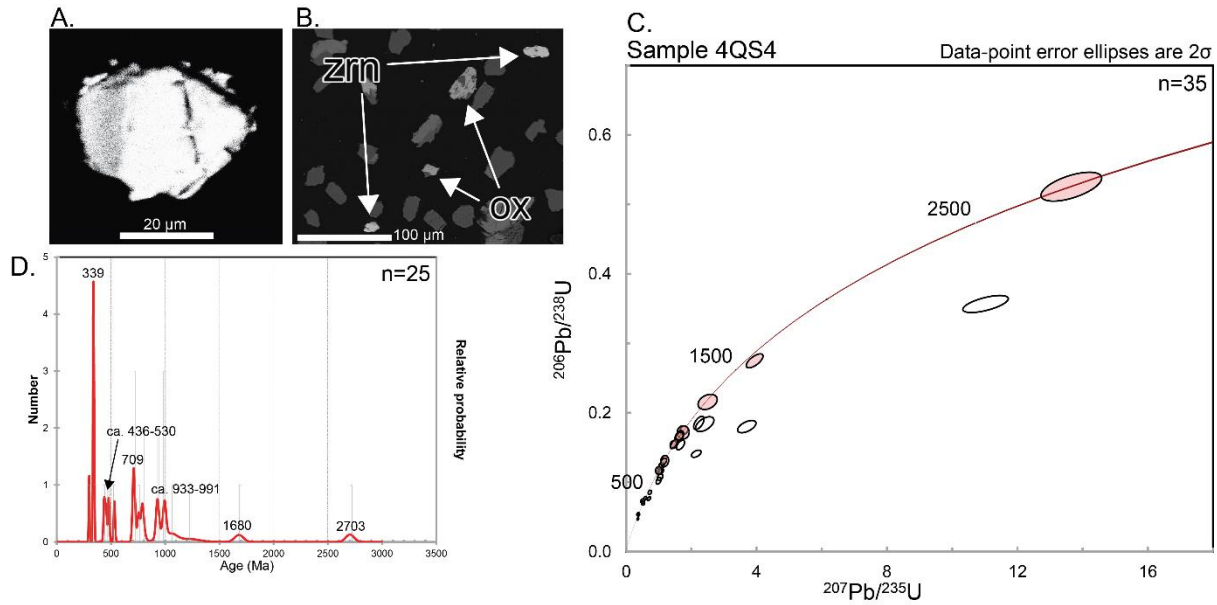 A.
20 µm
B.
zrn
ox
100 µm
C.
Sample 4QS4
Data-point error ellipses are 2σ
n=35
0.6
0.4
0.2
0.0
2500
1500
500
0
4
8
12
16
206Pb/238U
207Pb/235U
D.
n=25
5
4
3
2
1
0
339
ca. 436-530
709
ca. 933-991
1680
2703
0
500
1000
1500
2000
2500
3000
3500
Number
Relative probability
Age (Ma)